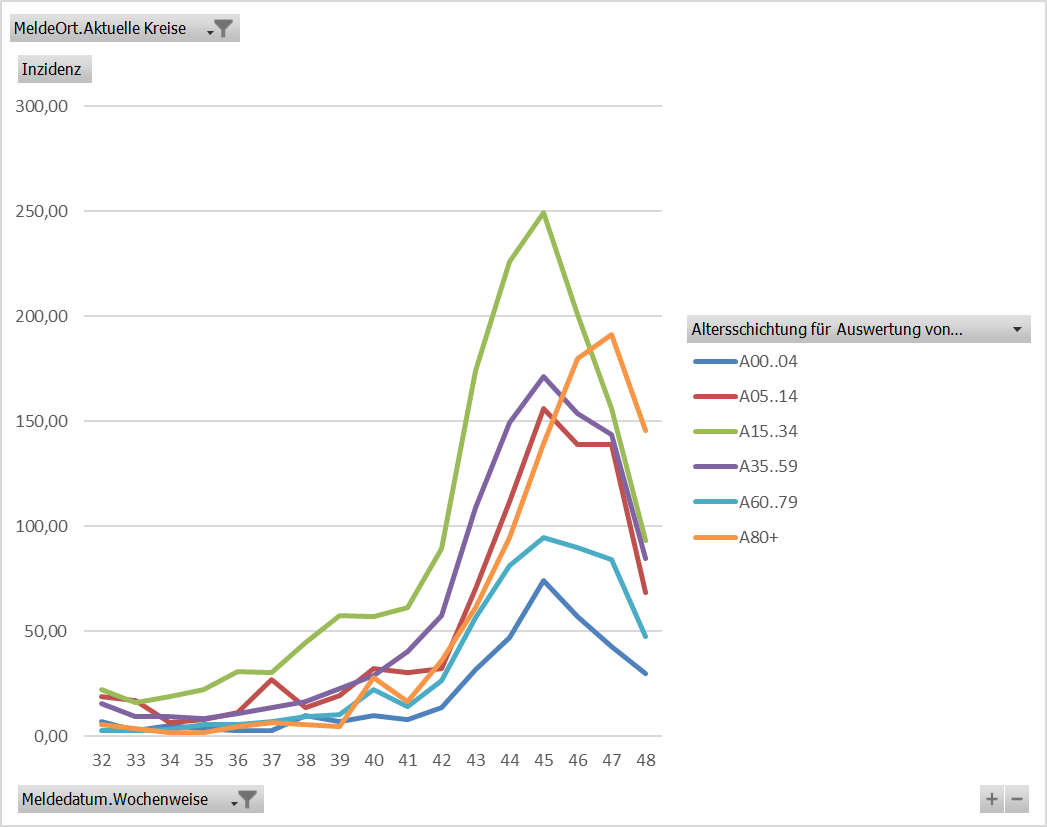 MeldeOrt.Aktuelle Kreise
Inzidenz
300,00
250,00
200,00
150,00
100,00
50,00
0,00
32 33 34 35 36 37 38 39 40 41 42 43 44 45 46 47 48
Altersschichtung für Auswertung von...
A00..04
A05..14
A15..34
A35..59
A60..79
A80+
Meldedatum.Wochenweise
+ −